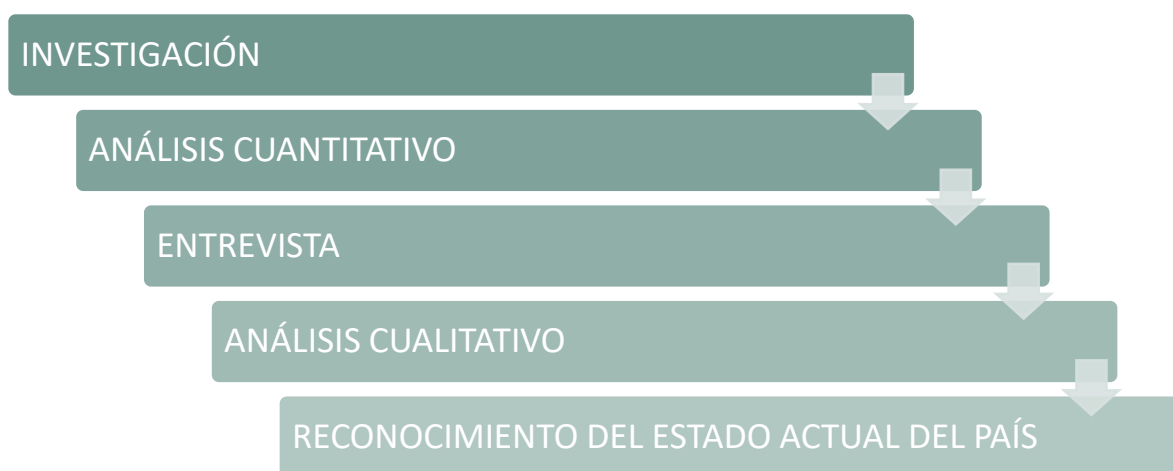 INVESTIGACIÓN
ANÁLISIS CUANTITATIVO
ENTREVISTA
ANÁLISIS CUALITATIVO
RECONOCIMIENTO DEL ESTADO ACTUAL DEL PAÍS